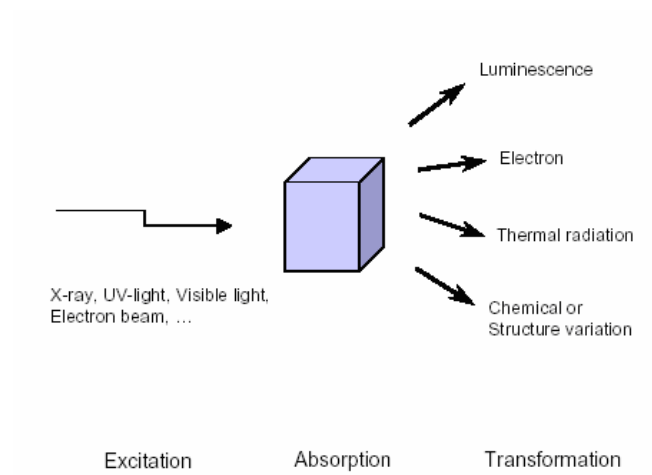 Luminescence
Electron
Thermal radiation
X-ray, UV-light, Visible light,
Electron beam, ...
Chemical or
Structure variation
Excitation
Absorption
Transformation